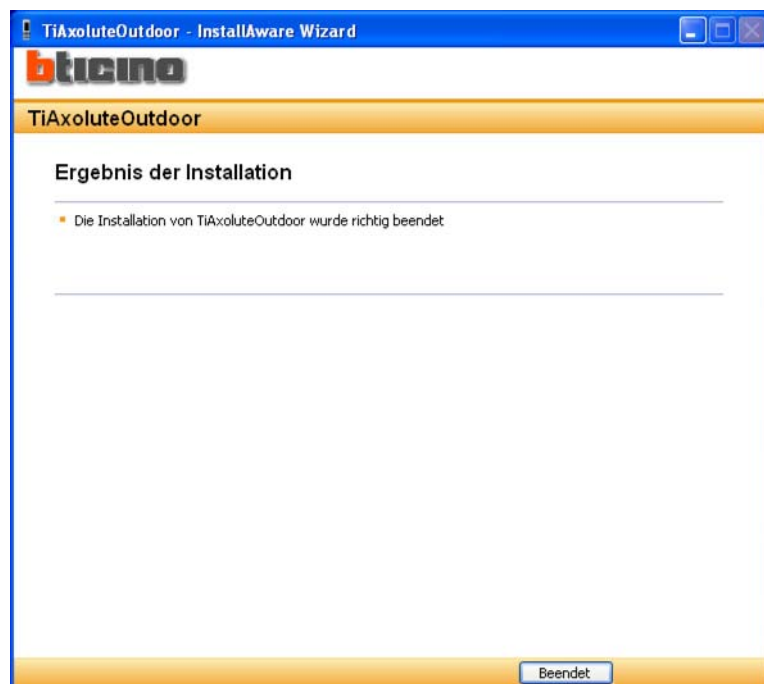 TiAxoluteOutdoor - InstallAware Wizard
bticino
TiAxoluteOutdoor
Ergebnis der Installation
Die Installation von TiAxoluteOutdoor wurde richtig beendet
Beendet